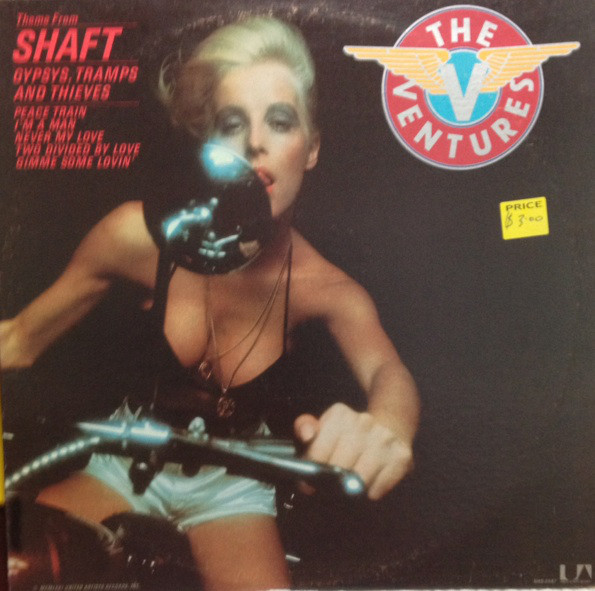 Theme From
SHAFT
GYPSYS, TRAMPS
AND THIEVES
PEACE TRAIN
I'M A MAN
NEVER MY LOVE
TWO DIVIDED BY LOVE
GIMME SOME LOVIN'
THE
V
VENTURES
PRICE
$ 3.00
UA